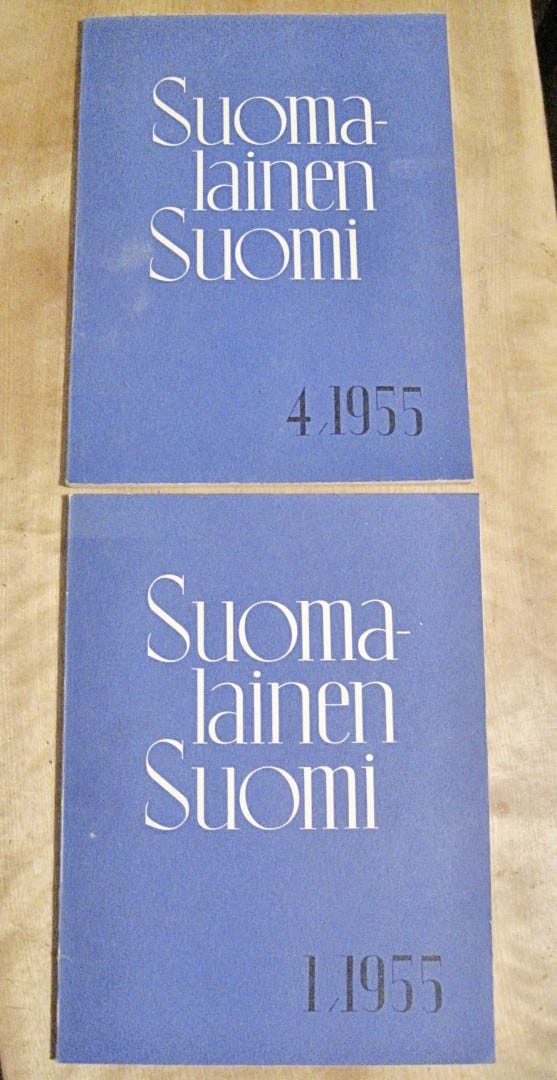 Suoma-
lainen
Suomi
4/1955
Suoma-
lainen
Suomi
1/1955